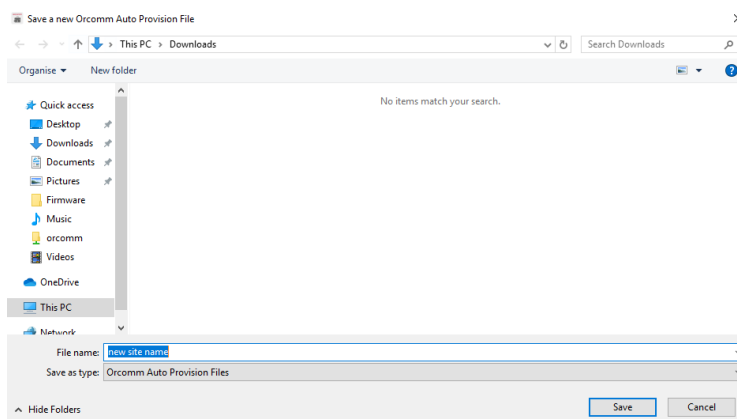 Save a new Orcomm Auto Provision File
This PC > Downloads
Search Downloads
Organise
New folder
No items match your search.
Quick access
Desktop
Downloads
Documents
Pictures
Firmware
Music
orcomm
Videos
OneDrive
This PC
Network
File name: new site name
Save as type: Orcomm Auto Provision Files
Hide Folders
Save
Cancel